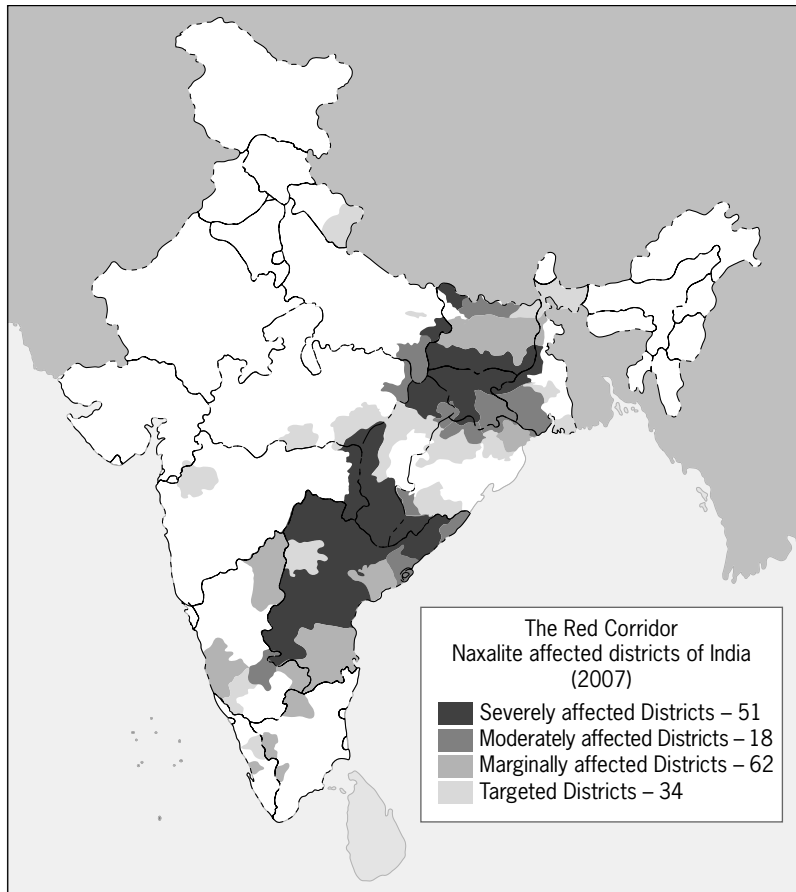 The Red Corridor
Naxalite affected districts of India
(2007)
Severely affected Districts – 51
Moderately affected Districts – 18
Marginally affected Districts – 62
Targeted Districts – 34